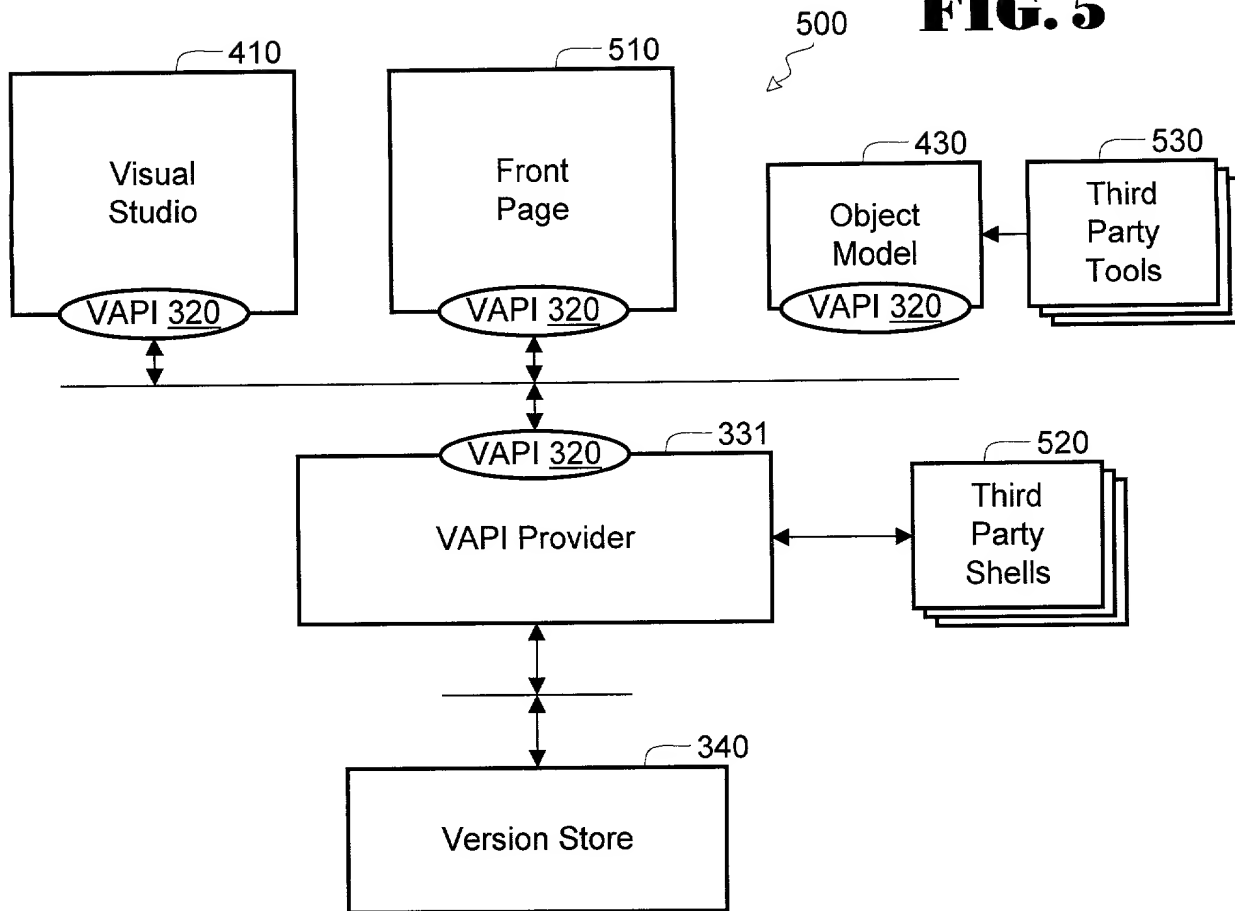 FIG. 5
500
410
510
Visual
Studio
Front
Page
430
530
Object
Model
Third
Party
Tools
VAPI 320
VAPI 320
VAPI 320
VAPI 320
331
520
VAPI Provider
Third
Party
Shells
340
Version Store